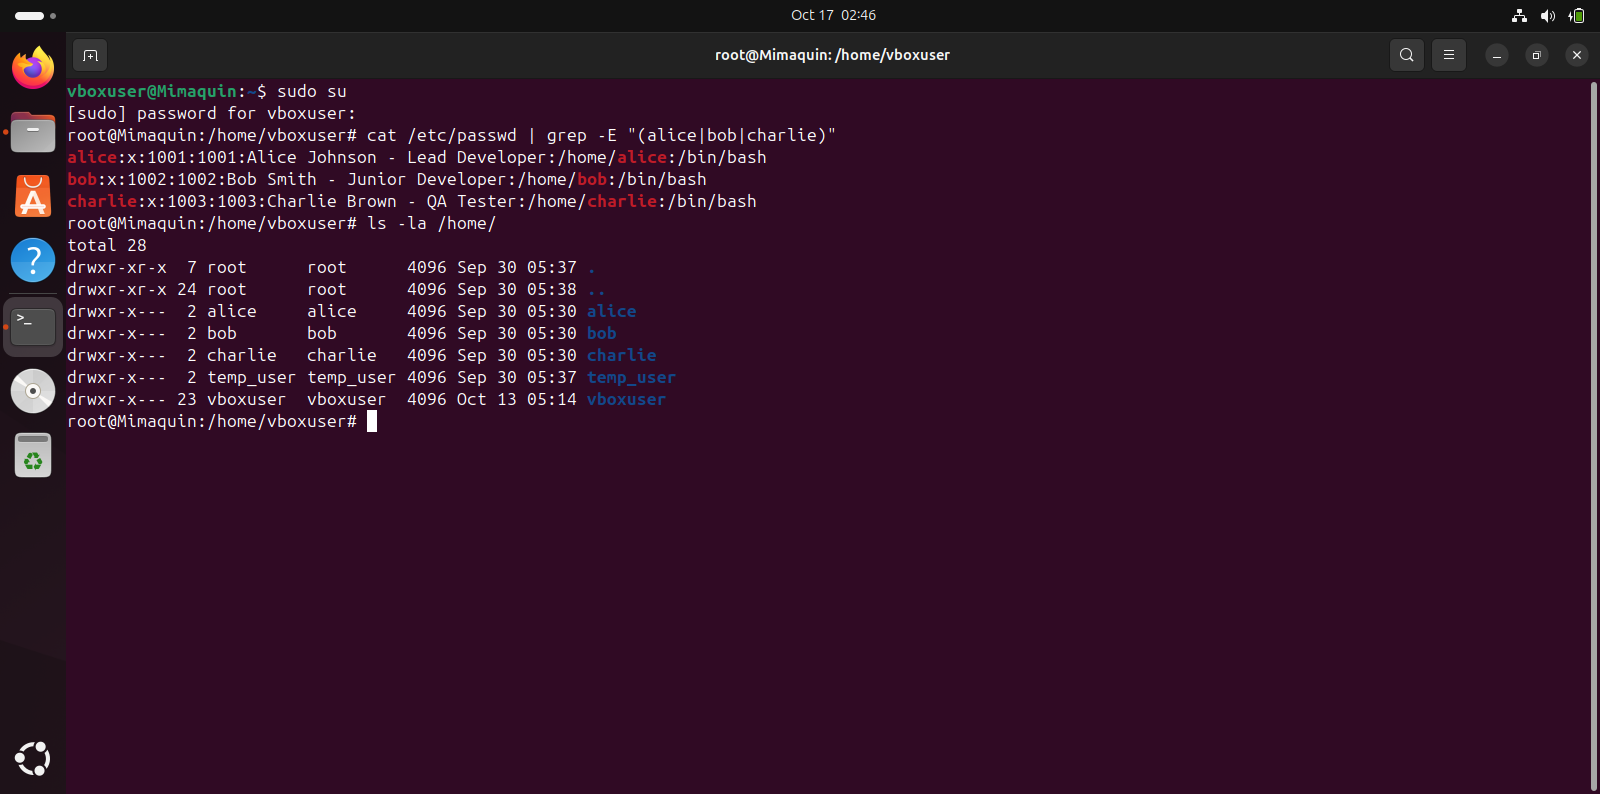 Oct 17 02:46
root@Mimaquin: /home/vboxuser
vboxuser@Mimaquin:~$ sudo su
[sudo] password for vboxuser:
root@Mimaquin:/home/vboxuser# cat /etc/passwd | grep -E "(alice|bob|charlie)"
alice:x:1001:1001:Alice Johnson - Lead Developer:/home/alice:/bin/bash
bob:x:1002:1002:Bob Smith - Junior Developer:/home/bob:/bin/bash
charlie:x:1003:1003:Charlie Brown - QA Tester:/home/charlie:/bin/bash
root@Mimaquin:/home/vboxuser# ls -la /home/
total 28
drwxr-xr-x  7 root      root      4096 Sep 30 05:37 .
drwxr-xr-x 24 root      root      4096 Sep 30 05:38 ..
drwxr-x---  2 alice     alice     4096 Sep 30 05:30 alice
drwxr-x---  2 bob       bob       4096 Sep 30 05:30 bob
drwxr-x---  2 charlie   charlie   4096 Sep 30 05:30 charlie
drwxr-x---  2 temp_user temp_user 4096 Sep 30 05:37 temp_user
drwxr-x--- 23 vboxuser  vboxuser  4096 Oct 13 05:14 vboxuser
root@Mimaquin:/home/vboxuser#